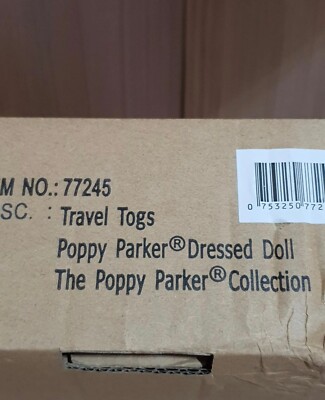 M NO.: 77245
SC. : Travel Togs
Poppy Parker® Dressed Doll
The Poppy Parker® Collection
0 753250 772